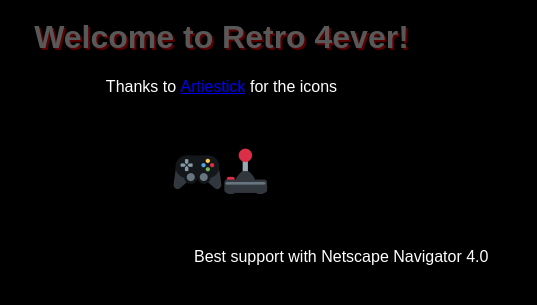 Welcome to Retro 4ever!
Thanks to Artiestick for the icons
Best support with Netscape Navigator 4.0